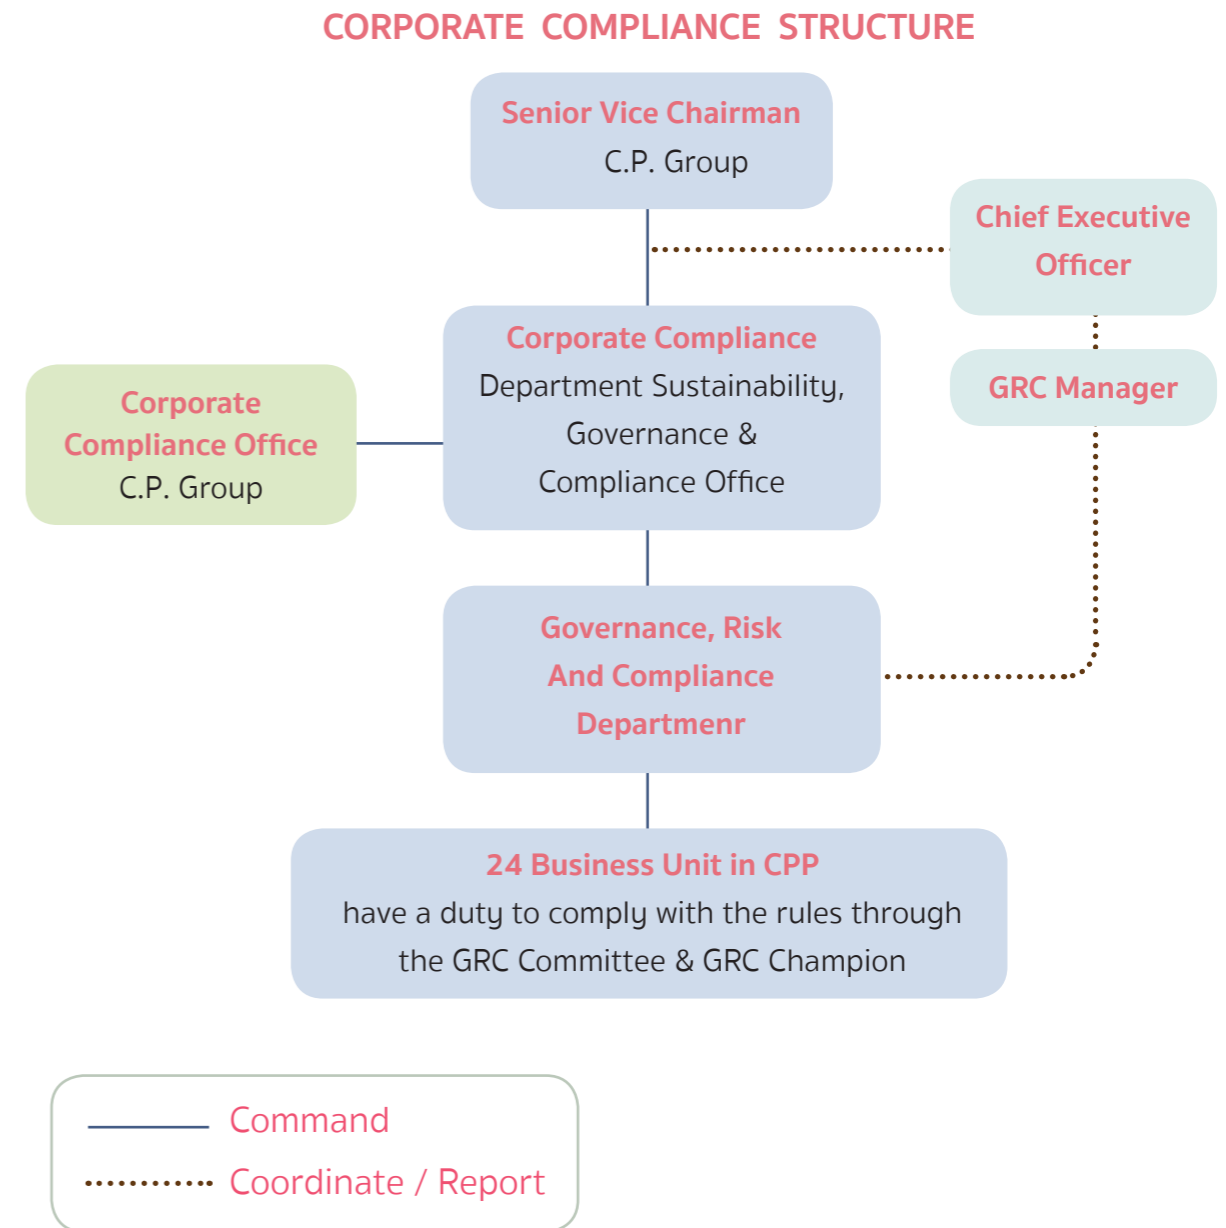 CORPORATE COMPLIANCE STRUCTURE
Senior Vice Chairman
C.P. Group
Chief Executive
Officer
GRC Manager
Corporate Compliance
Department Sustainability,
Governance &
Compliance Office
Corporate
Compliance Office
C.P. Group
Governance, Risk
And Compliance
Departmenr
24 Business Unit in CPP
have a duty to comply with the rules through
the GRC Committee & GRC Champion
Command
Coordinate / Report